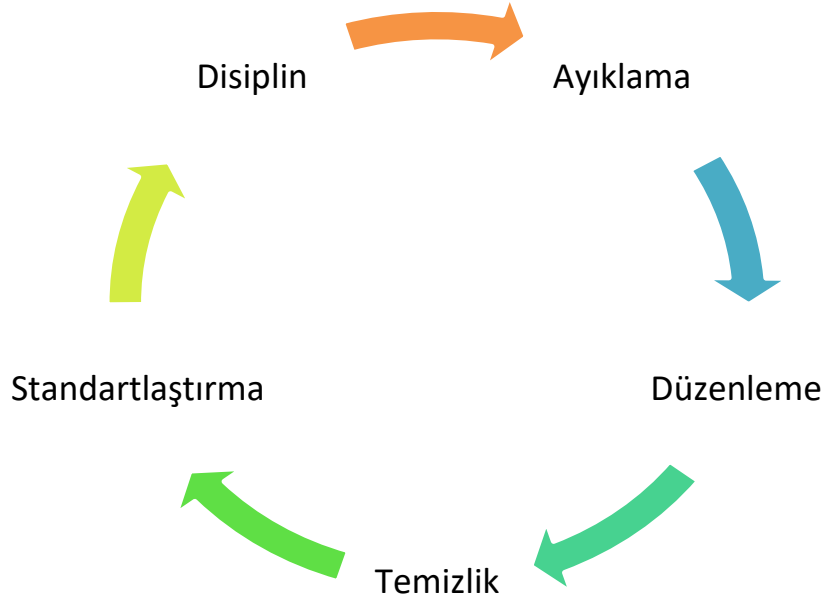 Disiplin
Ayıklama
Standartlaştırma
Düzenleme
Temizlik